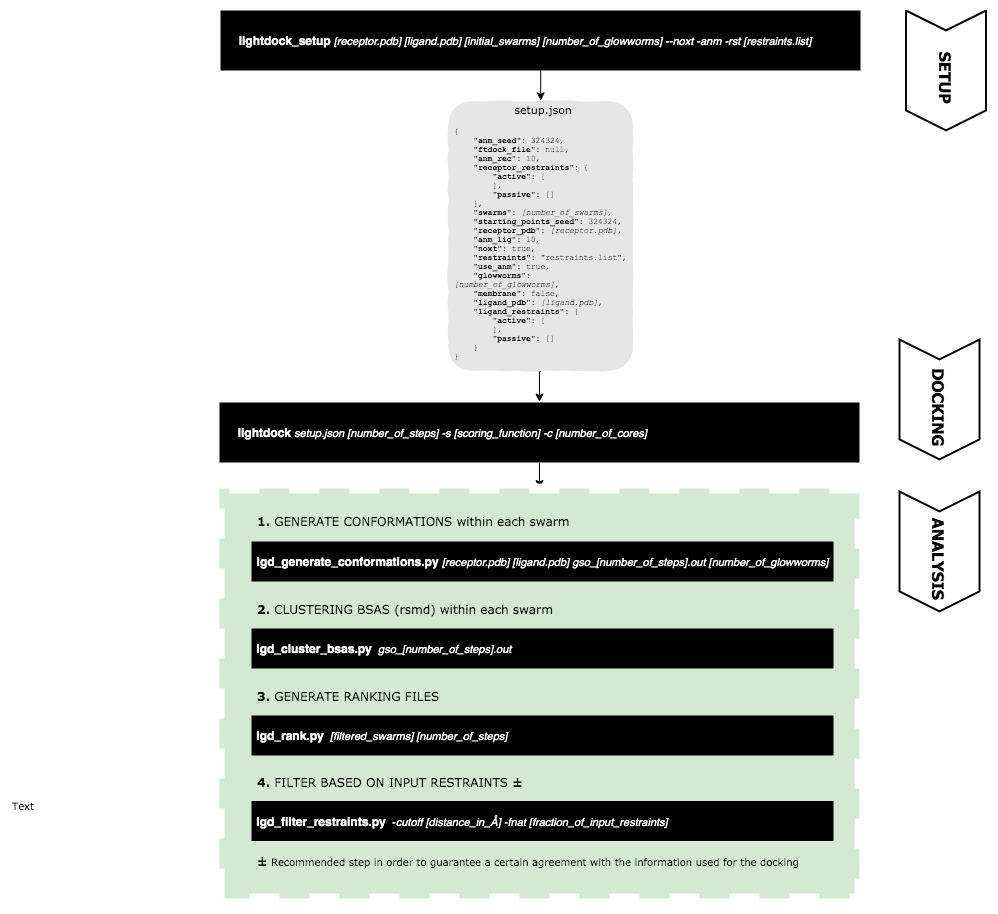 lightdock_setup [receptor.pdb] [ligand.pdb] [initial_swarms] [number_of_glowworms] --noxt -anm -rst [restraints.list]
SETUP
setup.json
{
"anm_seed": 324324,
"ftdock_file": null,
"anm_rec": 10,
"receptor_restraints": {
"active": [
],
"passive": []
},
"swarms": [number_of_swarms],
"starting_points_seed": 324324,
"receptor_pdb": [receptor.pdb],
"anm_lig": 10,
"noxt": true,
"restraints": "restraints.list",
"use_anm": true,
"glowworms":
[number_of_glowworms],
"membrane": false,
"ligand_pdb": [ligand.pdb],
"ligand_restraints": {
"active": [
],
"passive": []
}
}
DOCKING
lightdock setup.json [number_of_steps] -s [scoring_function] -c [number_of_cores]
ANALYSIS
1. GENERATE CONFORMATIONS within each swarm
lgd_generate_conformations.py [receptor.pdb] [ligand.pdb] gso_[number_of_steps].out [number_of_glowworms]
2. CLUSTERING BSAS (rsmd) within each swarm
lgd_cluster_bsas.py gso_[number_of_steps].out
3. GENERATE RANKING FILES
lgd_rank.py [filtered_swarms] [number_of_steps]
4. FILTER BASED ON INPUT RESTRAINTS ±
Text
lgd_filter_restraints.py -cutoff [distance_in_Å] -fnat [fraction_of_input_restraints]
± Recommended step in order to guarantee a certain agreement with the information used for the docking